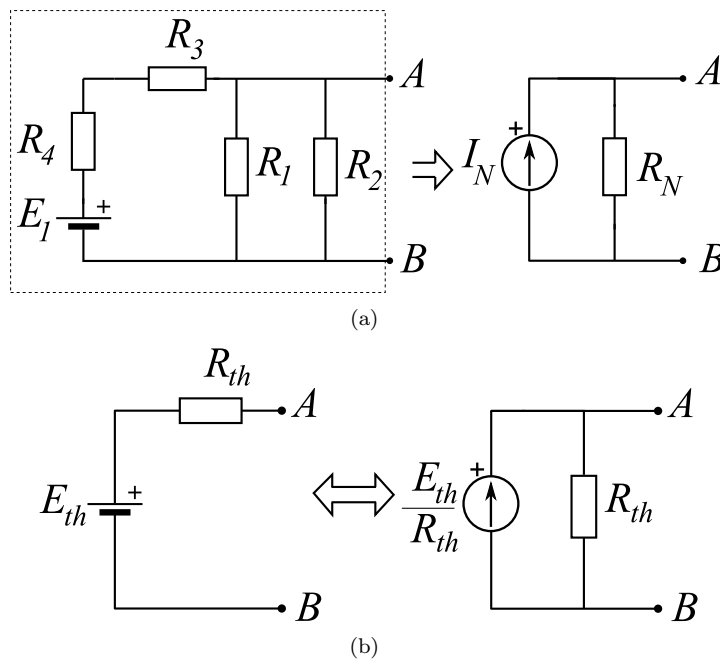 R3
A
R4
R1
R2
E1
+
B
+
IN
RN
A
B
(a)
Rth
A
Eth
+
B
Eth
Rth
+
Rth
A
B
(b)